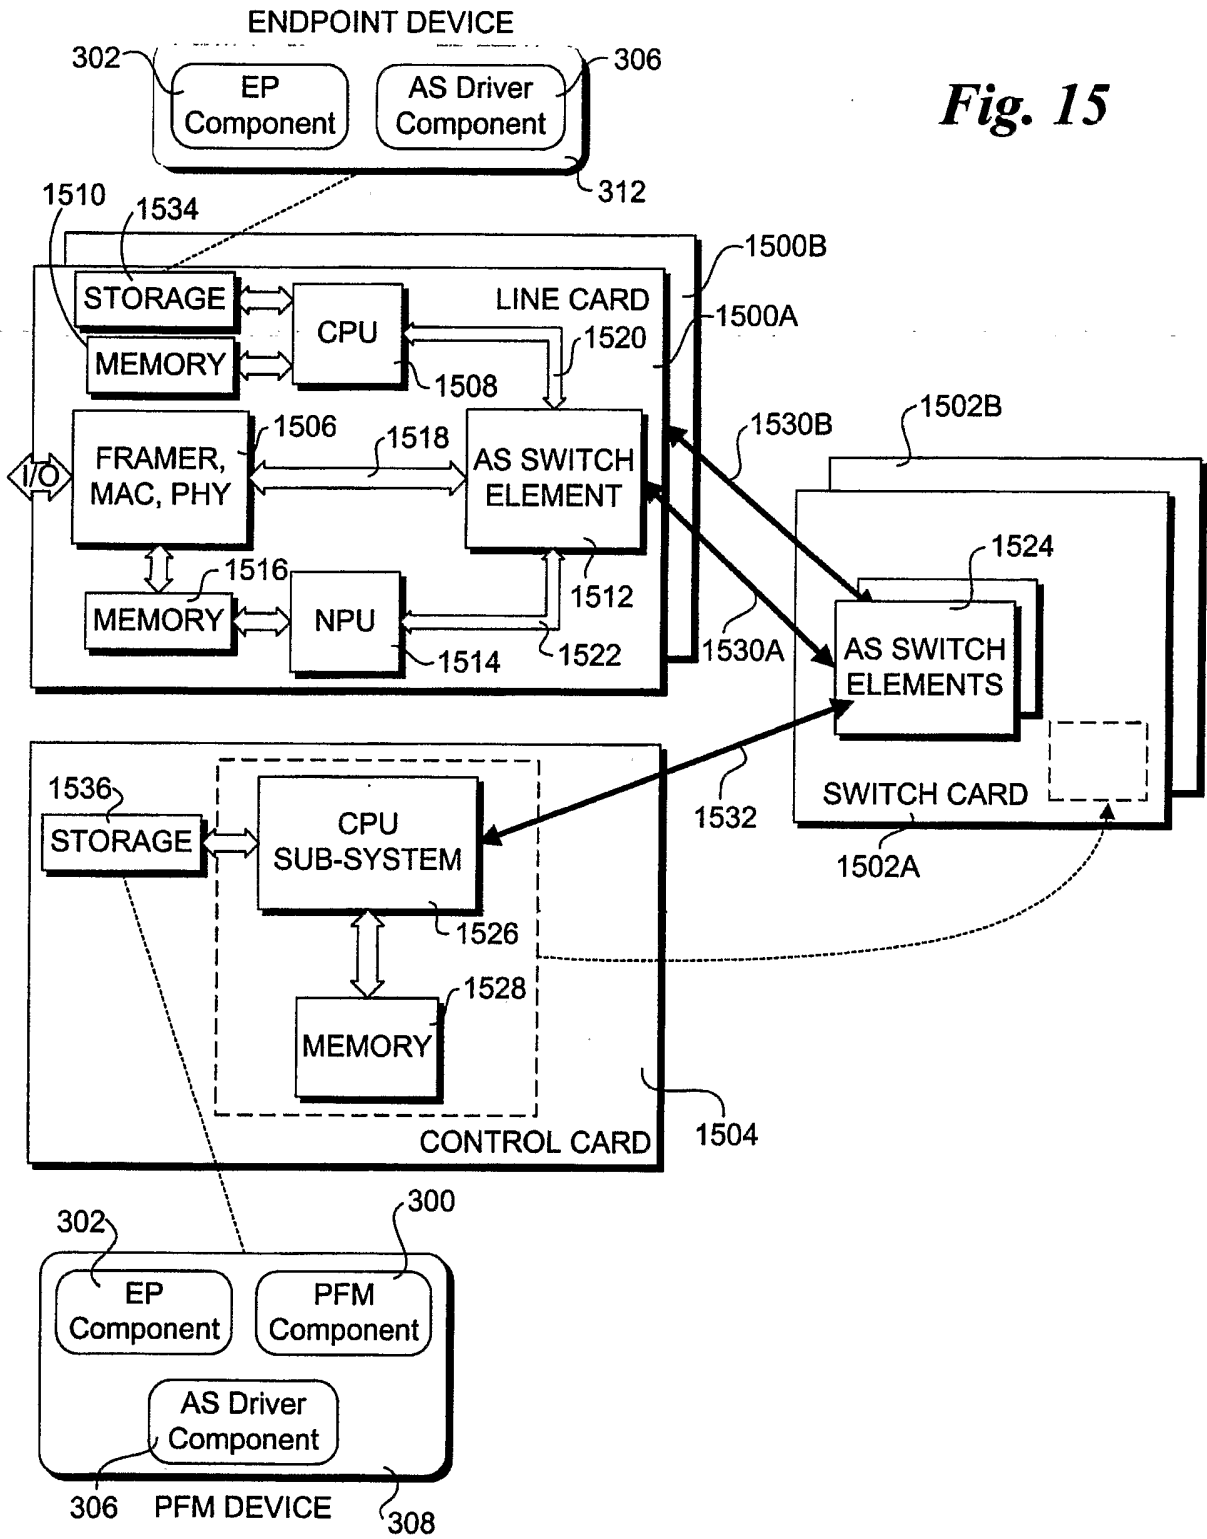 ENDPOINT DEVICE
302
306
EP
Component
AS Driver
Component
Fig. 15
312
1510
1534
1500B
STORAGE
LINE CARD
1500A
CPU
1520
MEMORY
1508
1502B
1530B
1506
1518
I/O
FRAMER,
MAC, PHY
AS SWITCH
ELEMENT
1524
1516
1512
MEMORY
NPU
1530A
AS SWITCH
ELEMENTS
1514
1522
1536
SWITCH CARD
1532
STORAGE
CPU
SUB-SYSTEM
1502A
1526
1528
MEMORY
1504
CONTROL CARD
300
302
EP
Component
PFM
Component
AS Driver
Component
306
PFM DEVICE
308